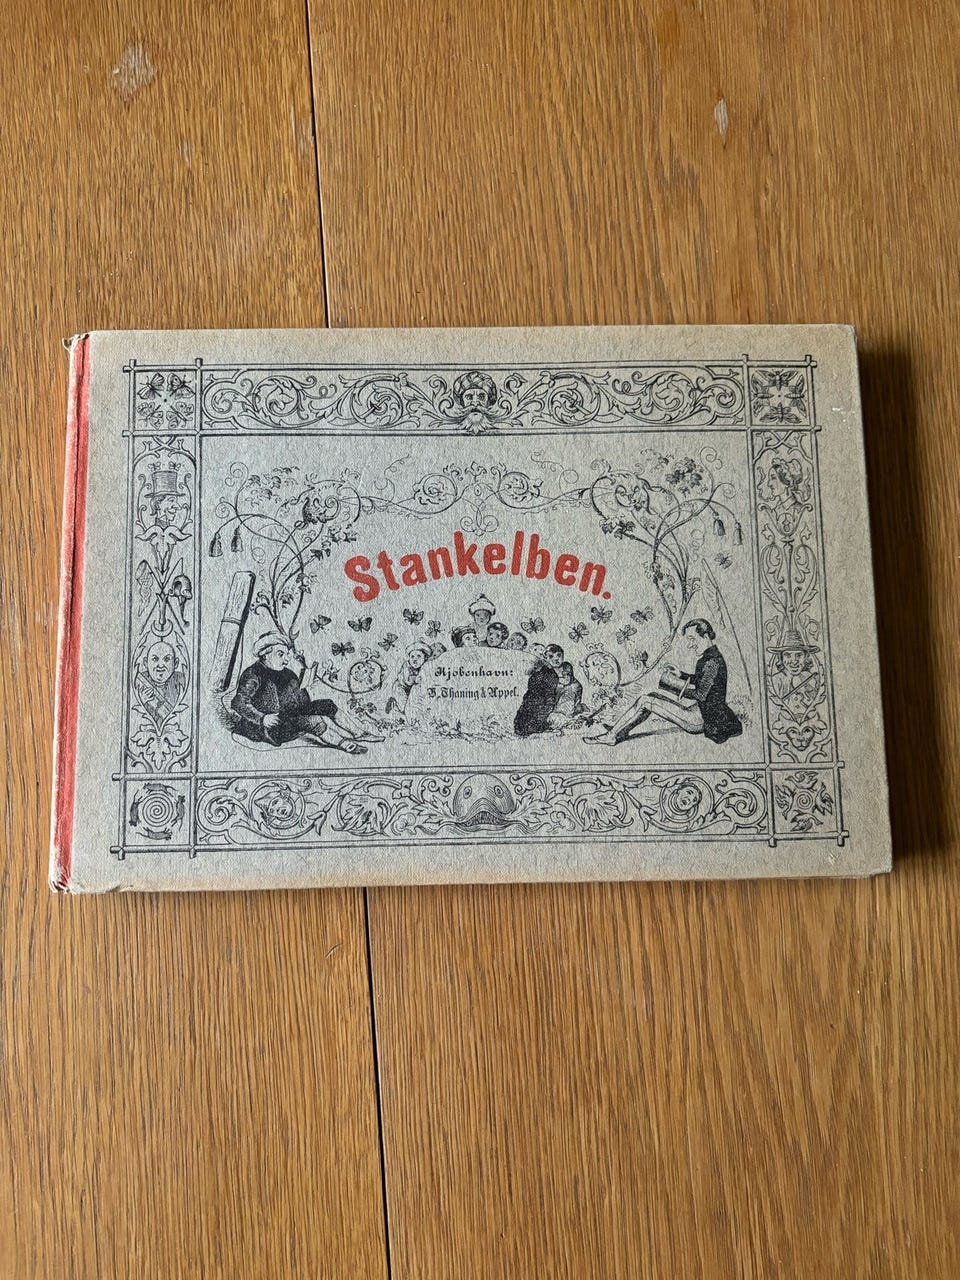 Stankelben.
Kjøbenhavn:
B. Thaning & Appel.